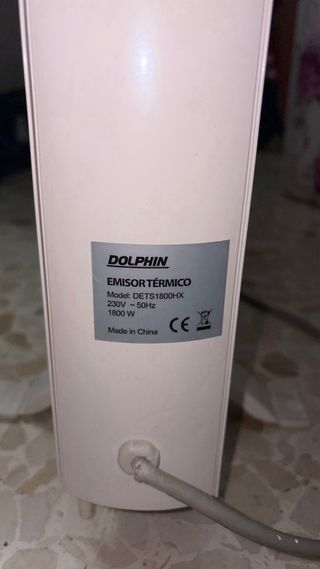 DOLPHIN
EMISOR TÉRMICO
Model: DETS1800HX
230V ~ 50Hz
1800 W
Made in China CE